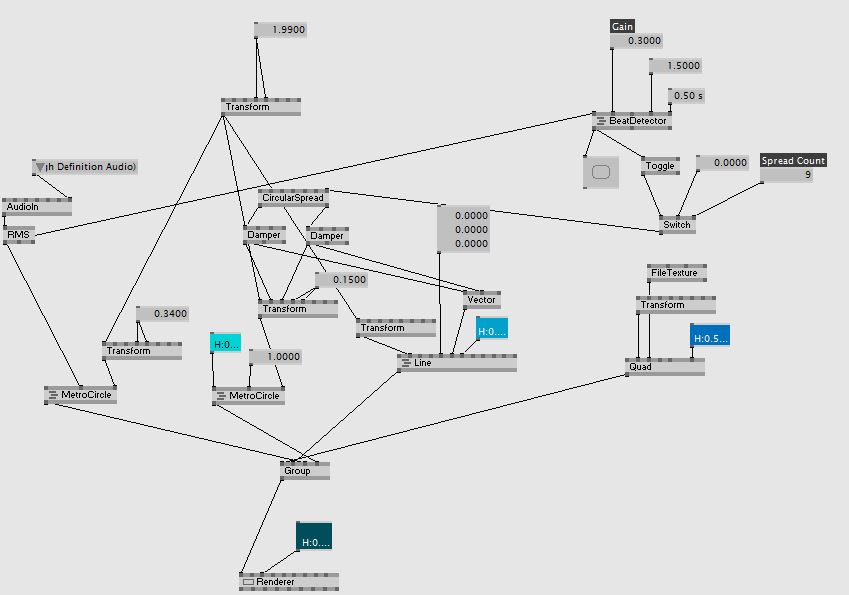 1.9900
Gain
0.3000
1.5000
0.50 s
Transform
BeatDetector
Spread Count
9
0.0000
Toggle
jh Definition Audio)
AudioIn
RMS
CircularSpread
Damper
Damper
0.0000
0.0000
0.0000
Switch
FileTexture
0.1500
Vector
Transform
Transform
0.3400
Transform
H:0....
H:0.5...
H:0...
Transform
1.0000
Line
Quad
MetroCircle
MetroCircle
Group
H:0....
Renderer